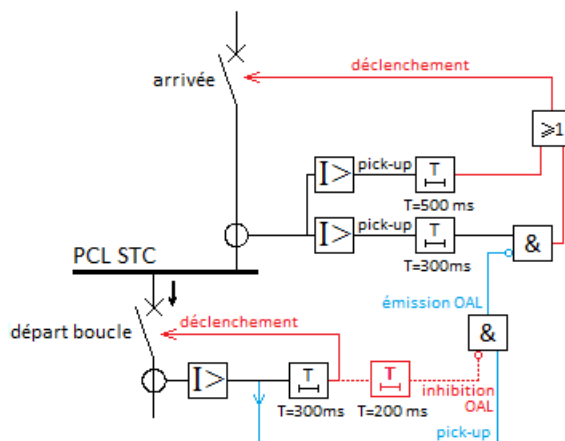 déclenchement
arrivée
≥1
I> pick-up T
T=500 ms
I> pick-up T
&
T=300ms
PCL STC
émission OAL
départ boucle
déclenchement
&
I> T T
inhibition
OAL
T=300ms T=200 ms
pick-up